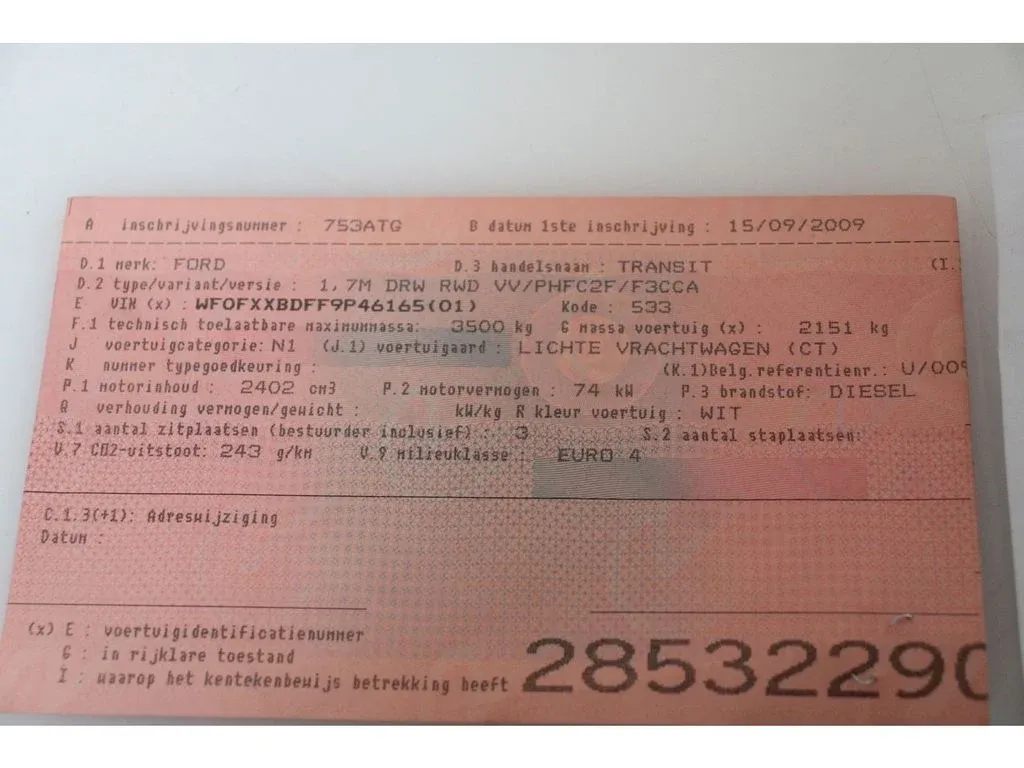 A inschrijvingsnummer : 753ATG B datum 1ste inschrijving : 15/09/2009
D.1 merk: FORD D.3 handelsnaam : TRANSIT (I.
D.2 type/variant/versie : 1,7M DRW RWD VV/PHFC2F/F3CCA
E VIN (x) : WF0FXXBDFF9P46165(01) Kode : 533
F.1 technisch toelaatbare maximummassa: 3500 kg G massa voertuig (x) : 2151 kg
J voertuigcategorie: N1 (J.1) voertuigaard : LICHTE VRACHTWAGEN (CT)
K nummer typegoedkeuring : (K.1)Belg.referentienr.: U/009
P.1 motorinhoud : 2402 cm3 P.2 motorvermogen : 74 kW P.3 brandstof: DIESEL
Q verhouding vermogen/gewicht : kW/kg R kleur voertuig : WIT
S.1 aantal zitplaatsen (bestuurder inclusief) : 3 S.2 aantal staplaatsen:
V.7 CO2-uitstoot: 243 g/km V.9 milieuklasse : EURO 4
C.1.3(+1): Adreswijziging
Datum :
(x) E : voertuigidentificatienummer
G : in rijklare toestand
I : waarop het kentekenbewijs betrekking heeft 28532290